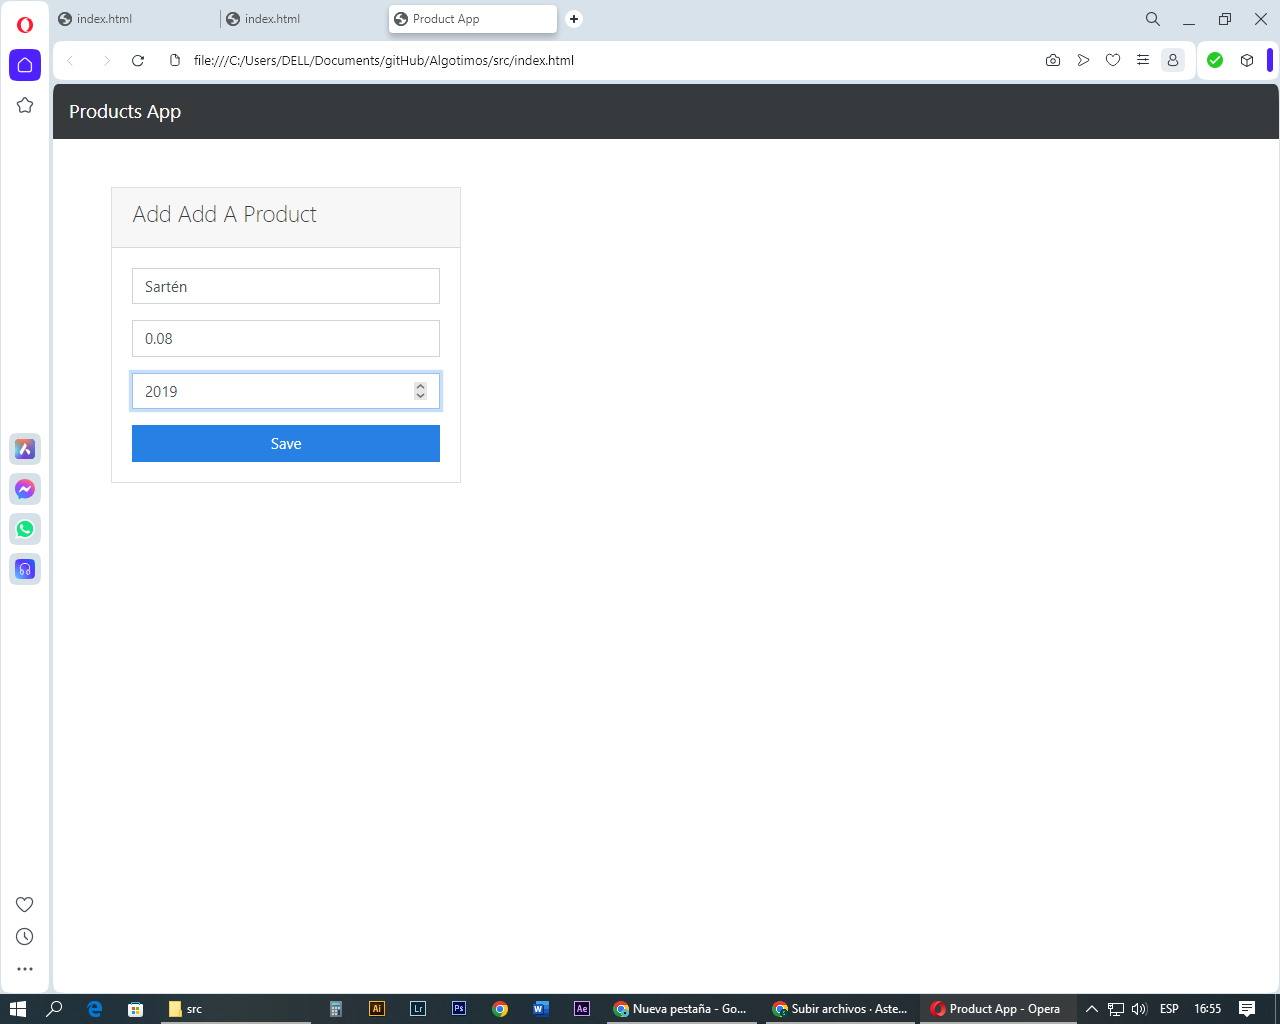 index.html
index.html
Product App
file:///C:/Users/DELL/Documents/gitHub/Algotimos/src/index.html
Products App
Add Add A Product
Sartén
0.08
2019
Save
src
Ai
Lr
Ps
W
Ae
Nueva pestaña - Go...
Subir archivos · Aste...
Product App - Opera
ESP
16:55